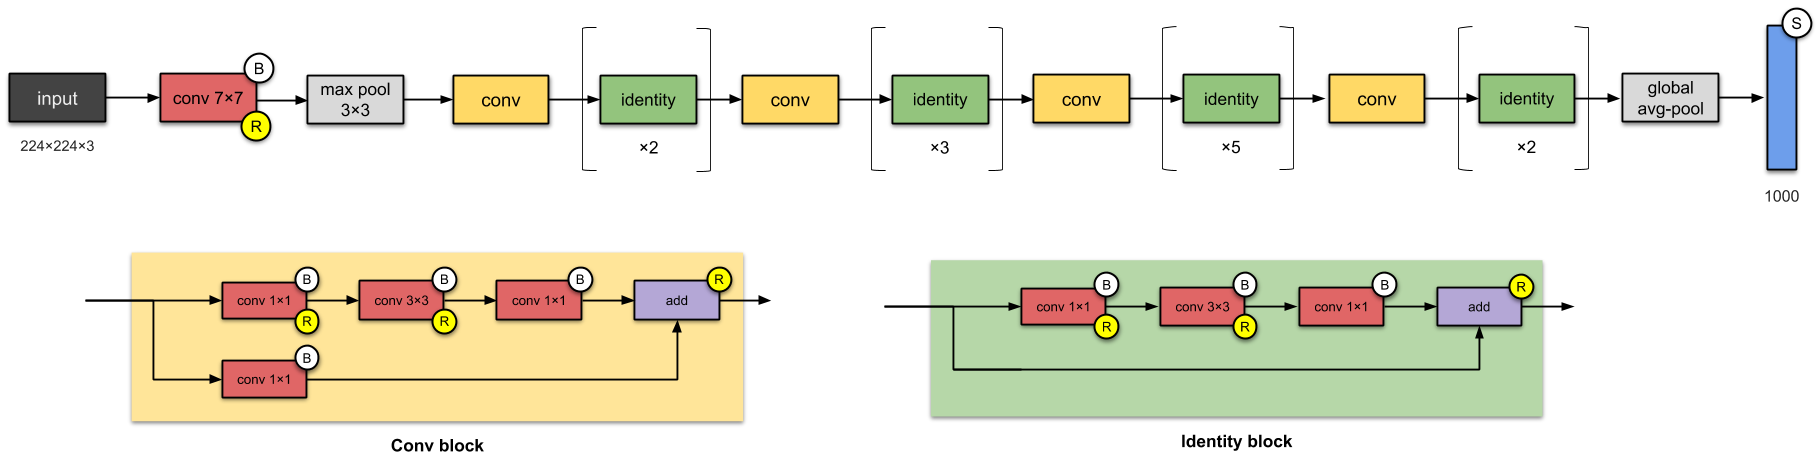 input
224×224×3
conv 7×7
B
R
max pool
3×3
conv
identity
×2
conv
identity
×3
conv
identity
×5
conv
identity
×2
global
avg-pool
S
1000
conv 1×1
B
R
conv 3×3
B
R
conv 1×1
B
add
R
conv 1×1
B
Conv block
conv 1×1
B
R
conv 3×3
B
R
conv 1×1
B
add
R
Identity block